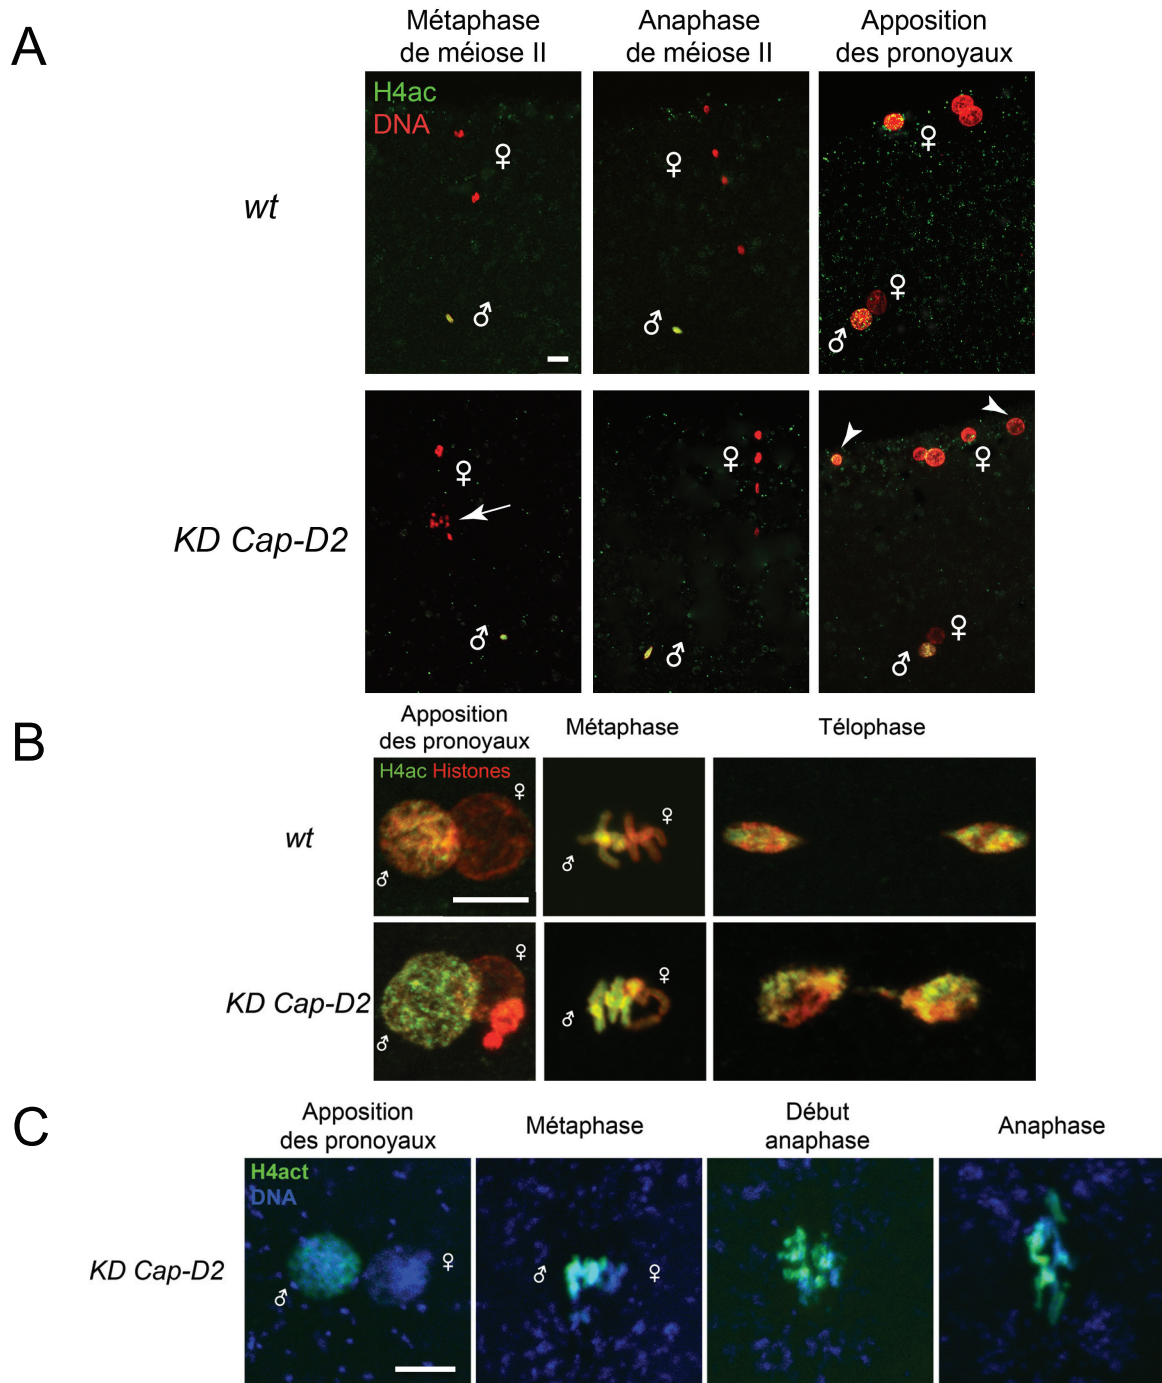 A
Métaphase
de méiose II
Anaphase
de méiose II
Apposition
des pronoyaux
H4ac
DNA
♀
♂
♀
♂
♀
♀
♂
wt
♀
♂
♀
♂
♀
♀
♂
KD Cap-D2
B
Apposition
des pronoyaux
Métaphase
Télophase
H4ac Histones
♀
♂
♀
♂
wt
♀
♂
♀
♂
KD Cap-D2
C
Apposition
des pronoyaux
Métaphase
Début
anaphase
Anaphase
H4act
DNA
♀
♂
♂
♀
KD Cap-D2